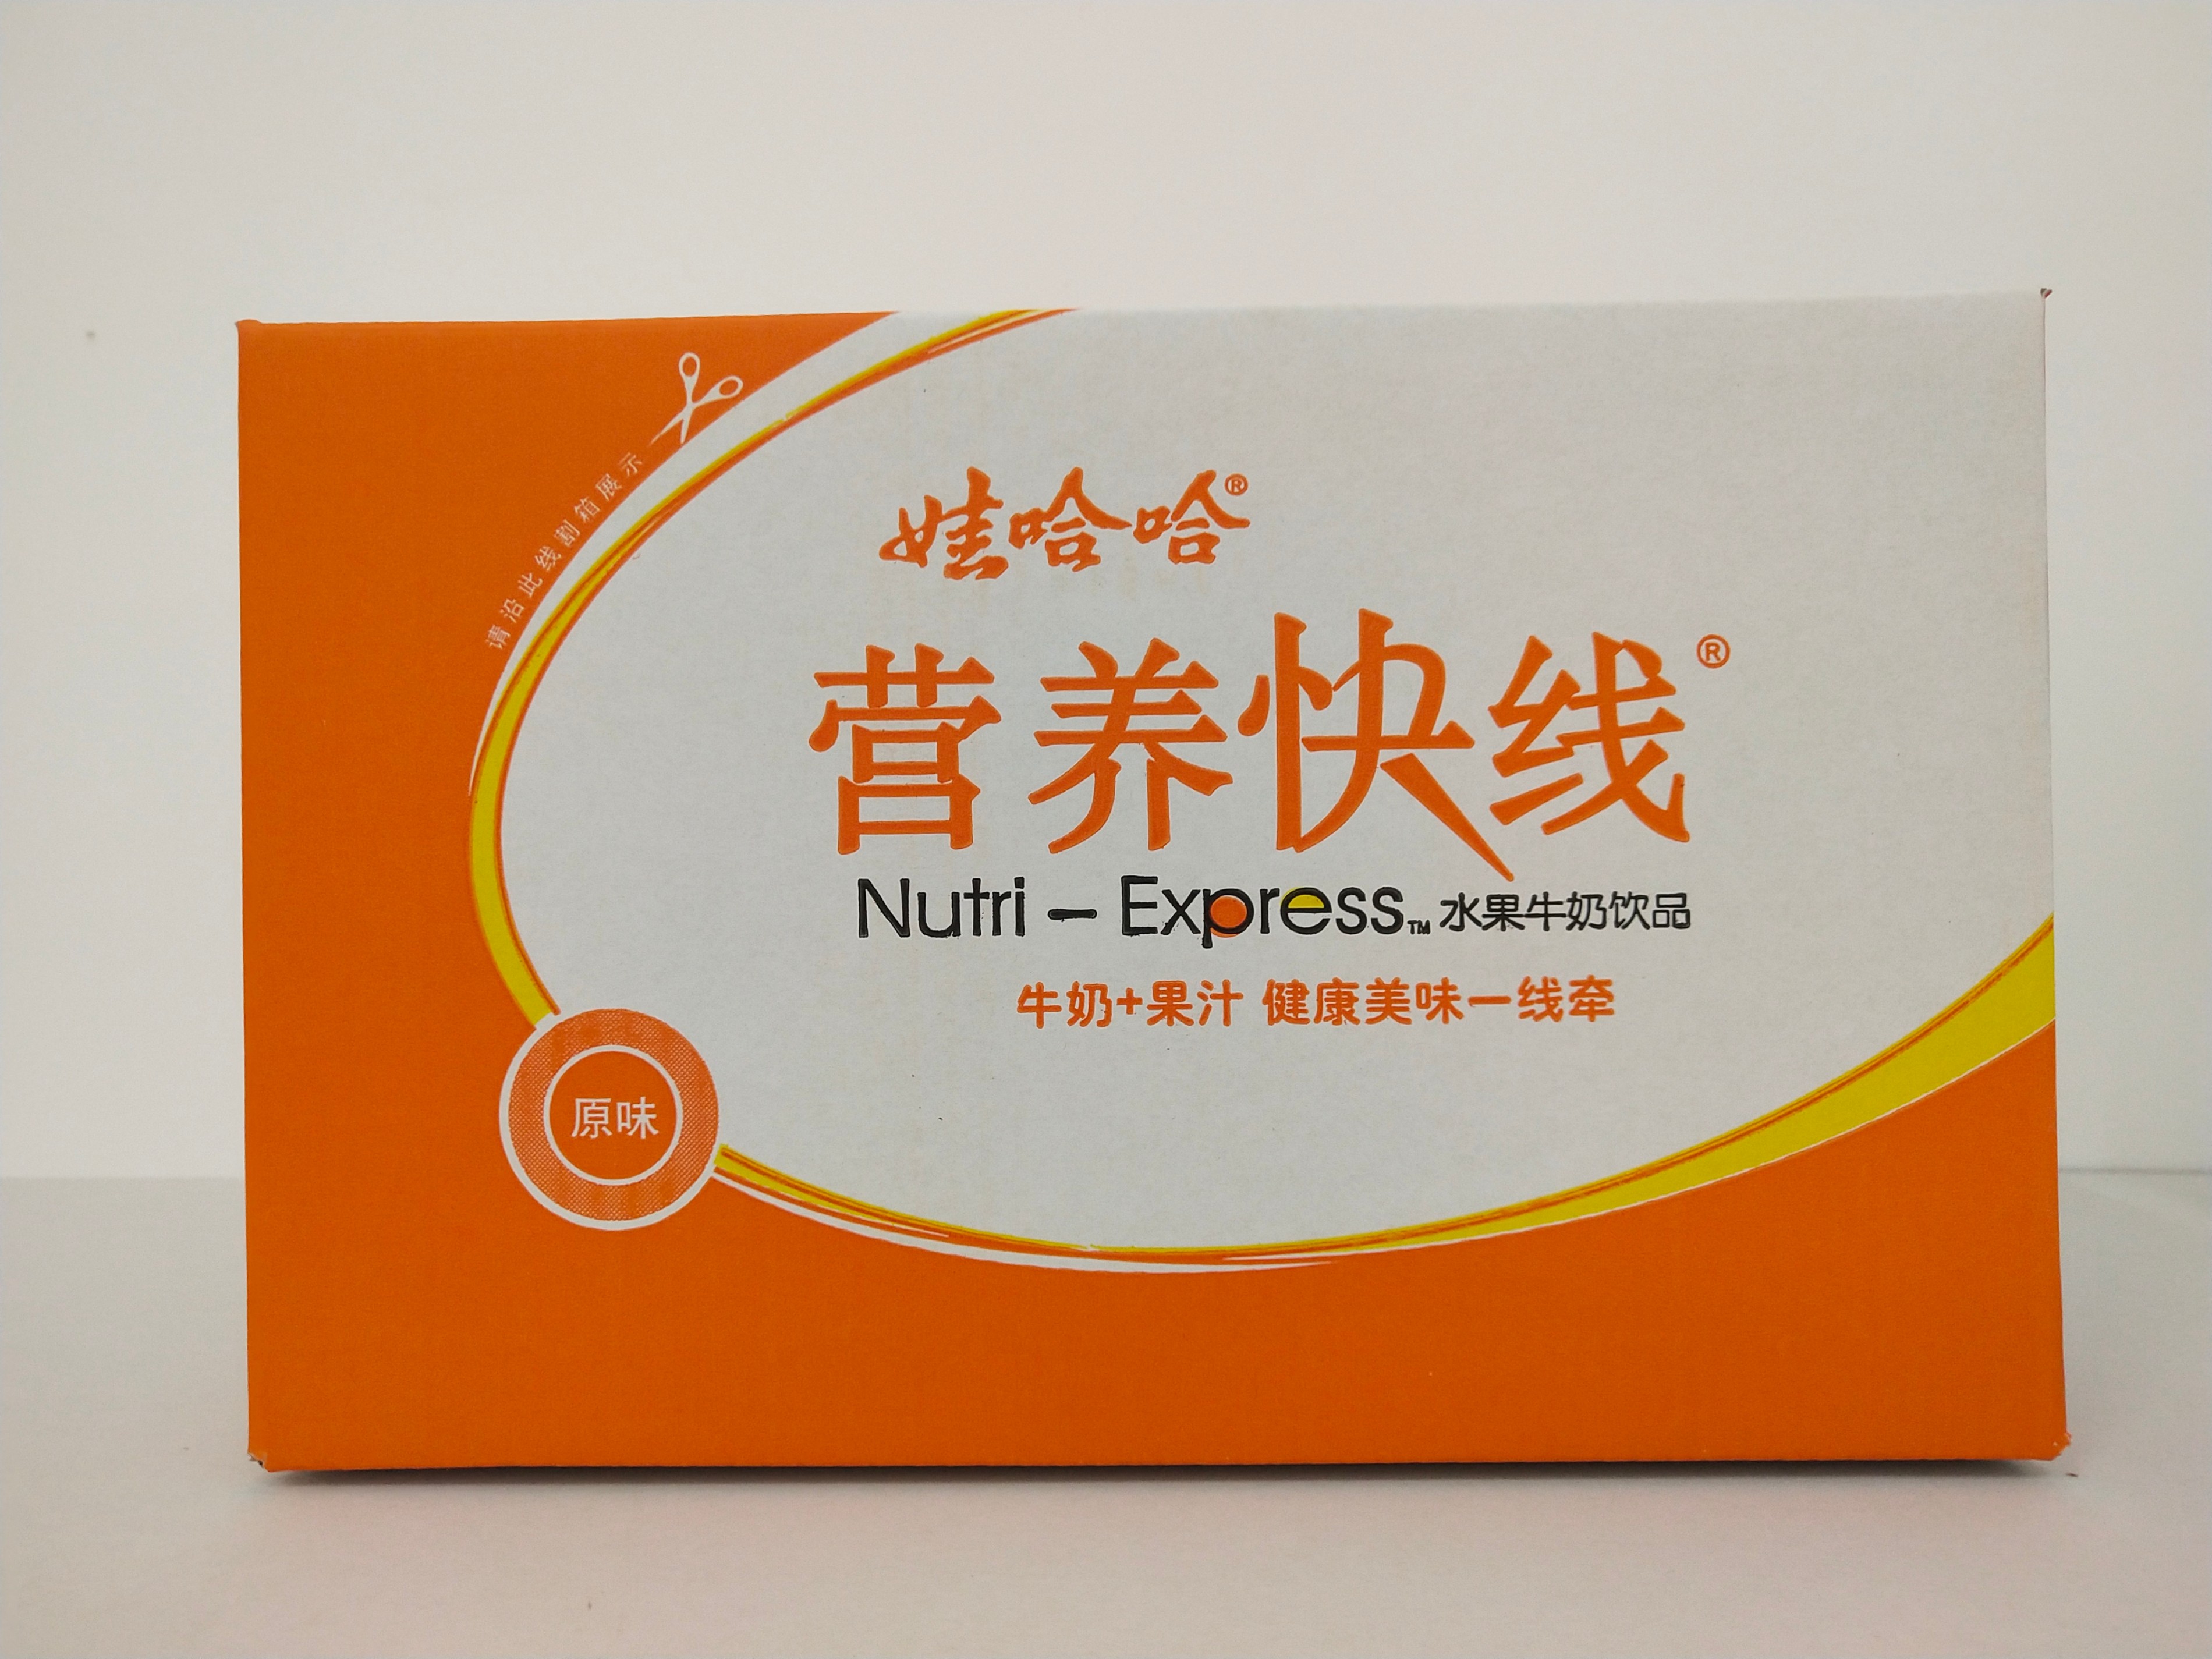 请沿此线割箱展示
娃哈哈®
营养快线®
Nutri - Express™ 水果牛奶饮品
牛奶+果汁 健康美味一线牵
原味